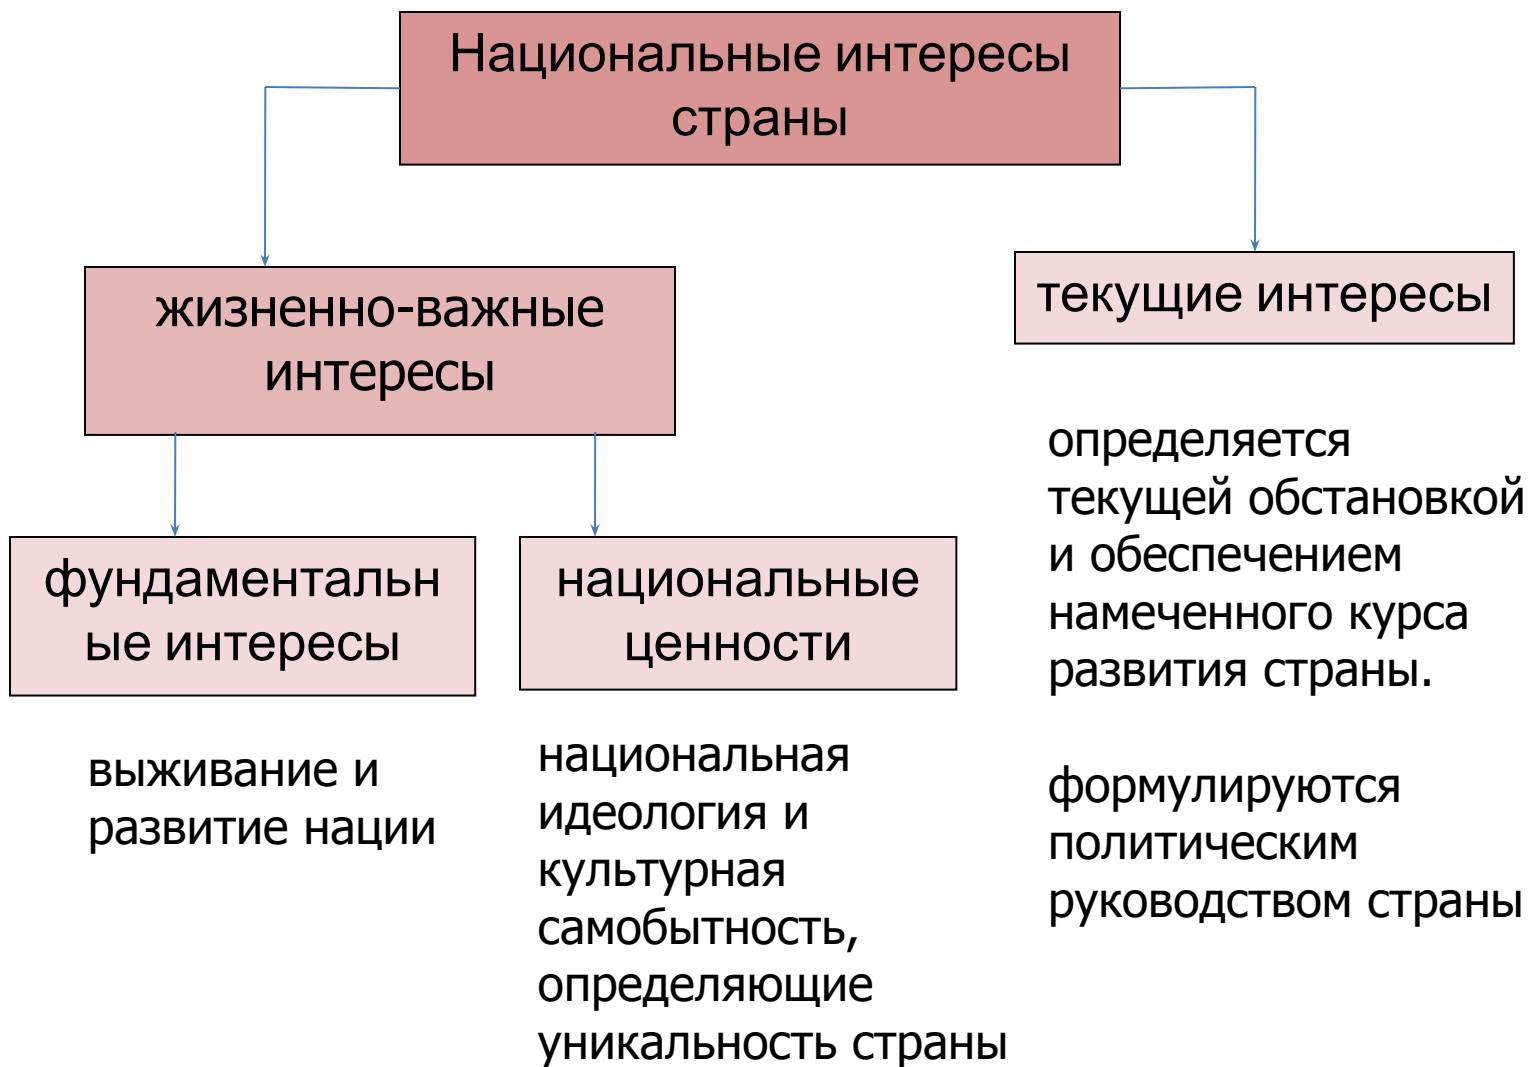 Национальные интересы
страны
жизненно-важные
интересы
текущие интересы
фундаментальн
ые интересы
национальные
ценности
выживание и
развитие нации
национальная
идеология и
культурная
самобытность,
определяющие
уникальность страны
определяется
текущей обстановкой
и обеспечением
намеченного курса
развития страны.
формулируются
политическим
руководством страны